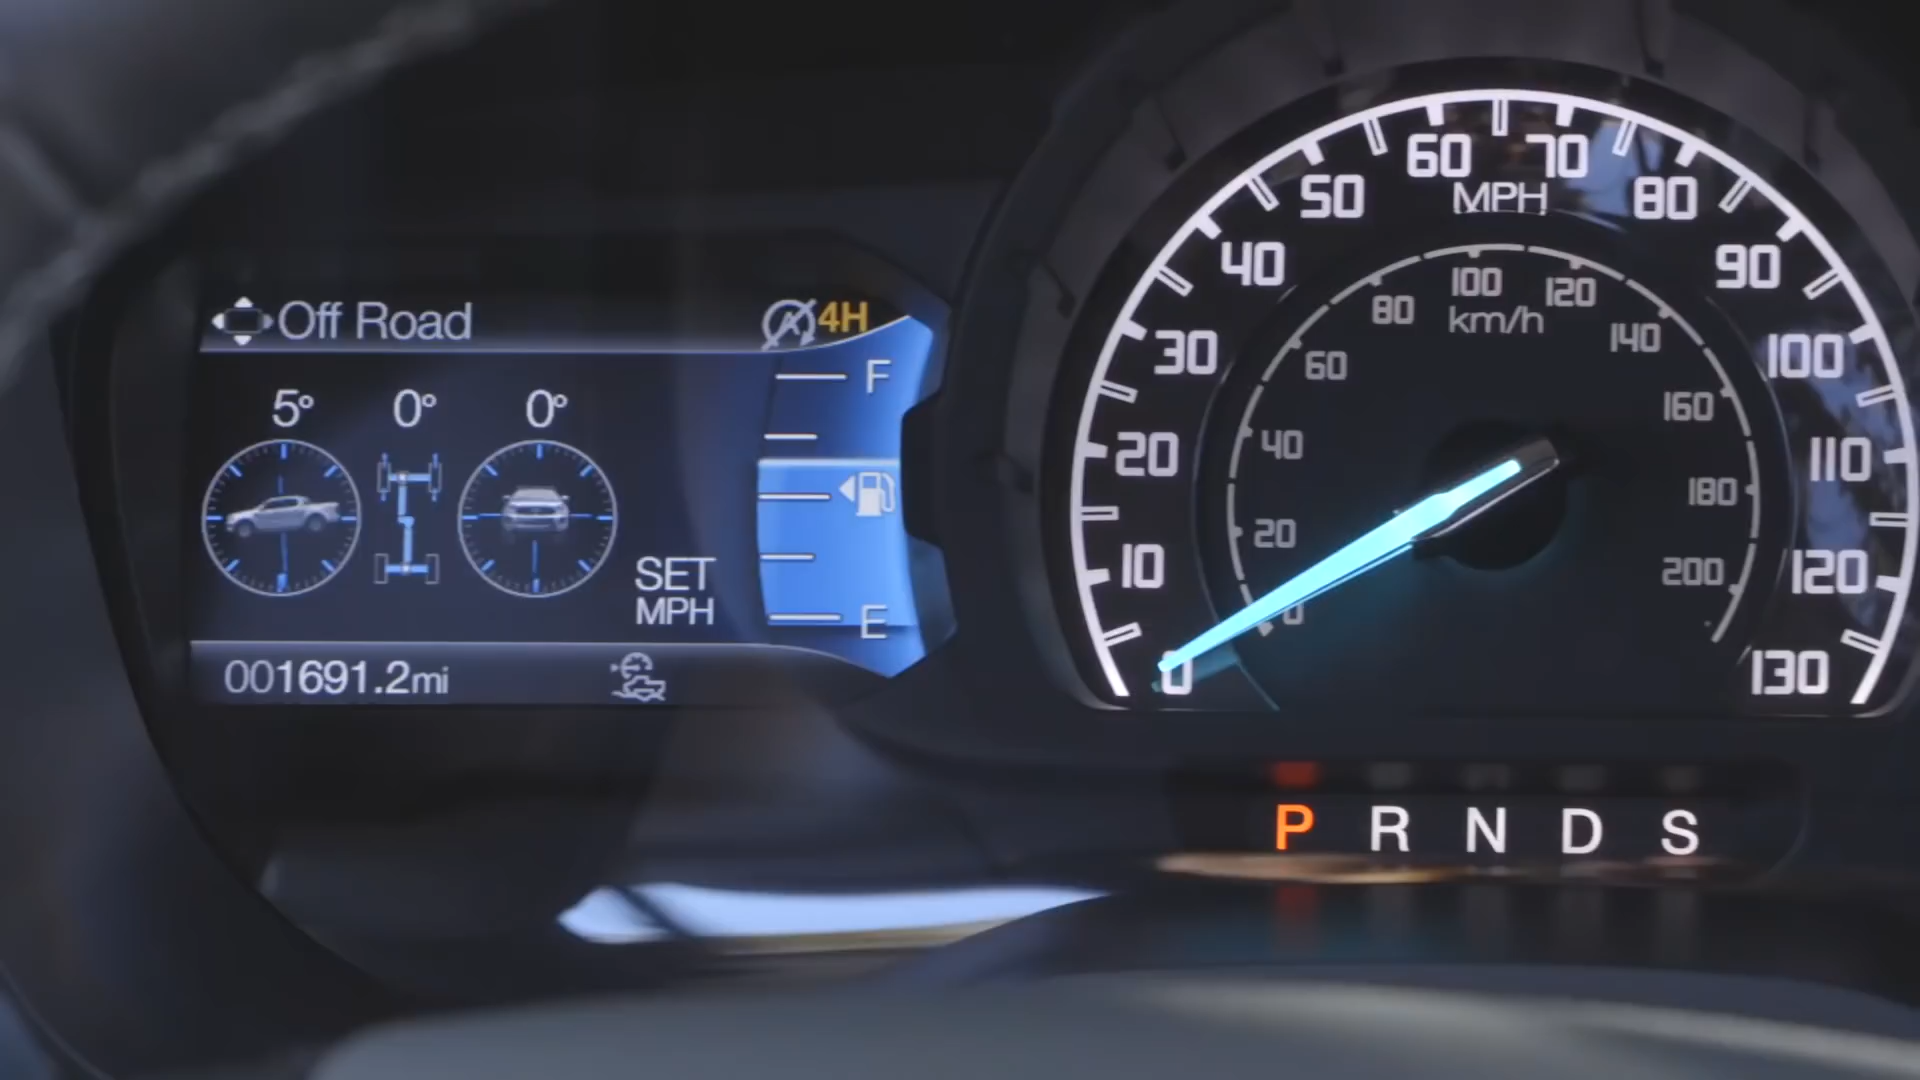 Off Road
4H
5° 0° 0°
F
E
SET
MPH
001691.2mi
0 10 20 30 40 50 60 70 80 90 100 110 120 130
MPH
0 20 40 60 80 100 120 140 160 180 200
km/h
P R N D S